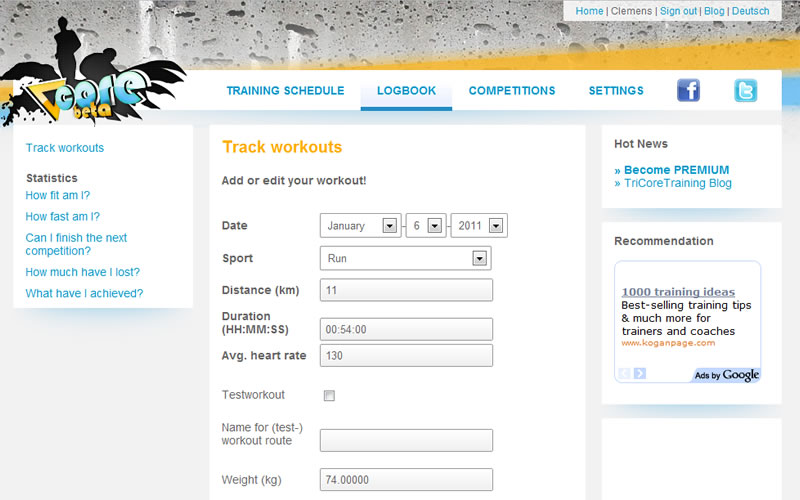 Home | Clemens | Sign out | Blog | Deutsch
core
beta
TRAINING SCHEDULE LOGBOOK COMPETITIONS SETTINGS
Track workouts
Statistics
How fit am I?
How fast am I?
Can I finish the next
competition?
How much have I lost?
What have I achieved?
Track workouts
Add or edit your workout!
Date January - 6 - 2011
Sport Run
Distance (km) 11
Duration
(HH:MM:SS) 00:54:00
Avg. heart rate 130
Testworkout
Name for (test-)
workout route
Weight (kg) 74.00000
Hot News
» Become PREMIUM
» TriCoreTraining Blog
Recommendation
1000 training ideas
Best-selling training tips
& much more for
trainers and coaches
www.koganpage.com
Ads by Google